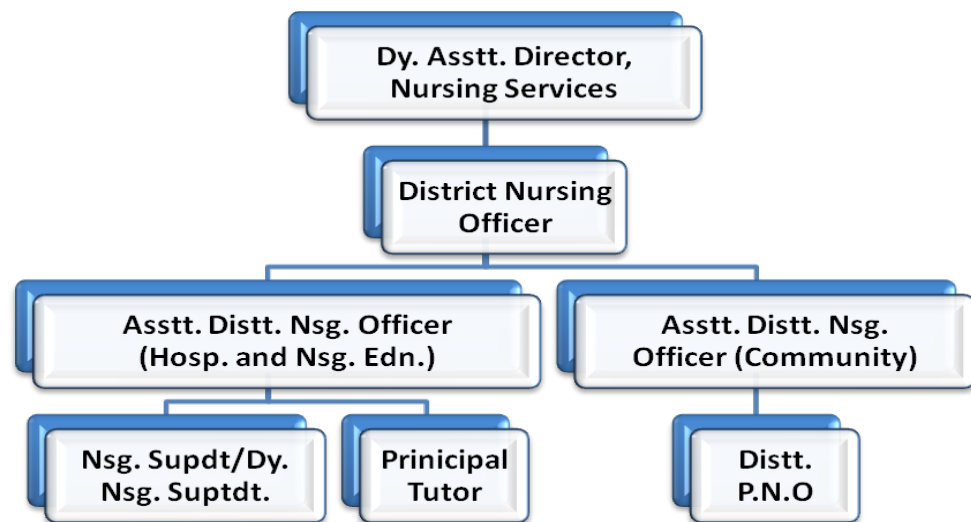 Dy. Asstt. Director,
Nursing Services
District Nursing
Officer
Asstt. Distt. Nsg. Officer
(Hosp. and Nsg. Edn.)
Asstt. Distt. Nsg.
Officer (Community)
Nsg. Supdt/Dy.
Nsg. Suptdt.
Prinicipal
Tutor
Distt.
P.N.O